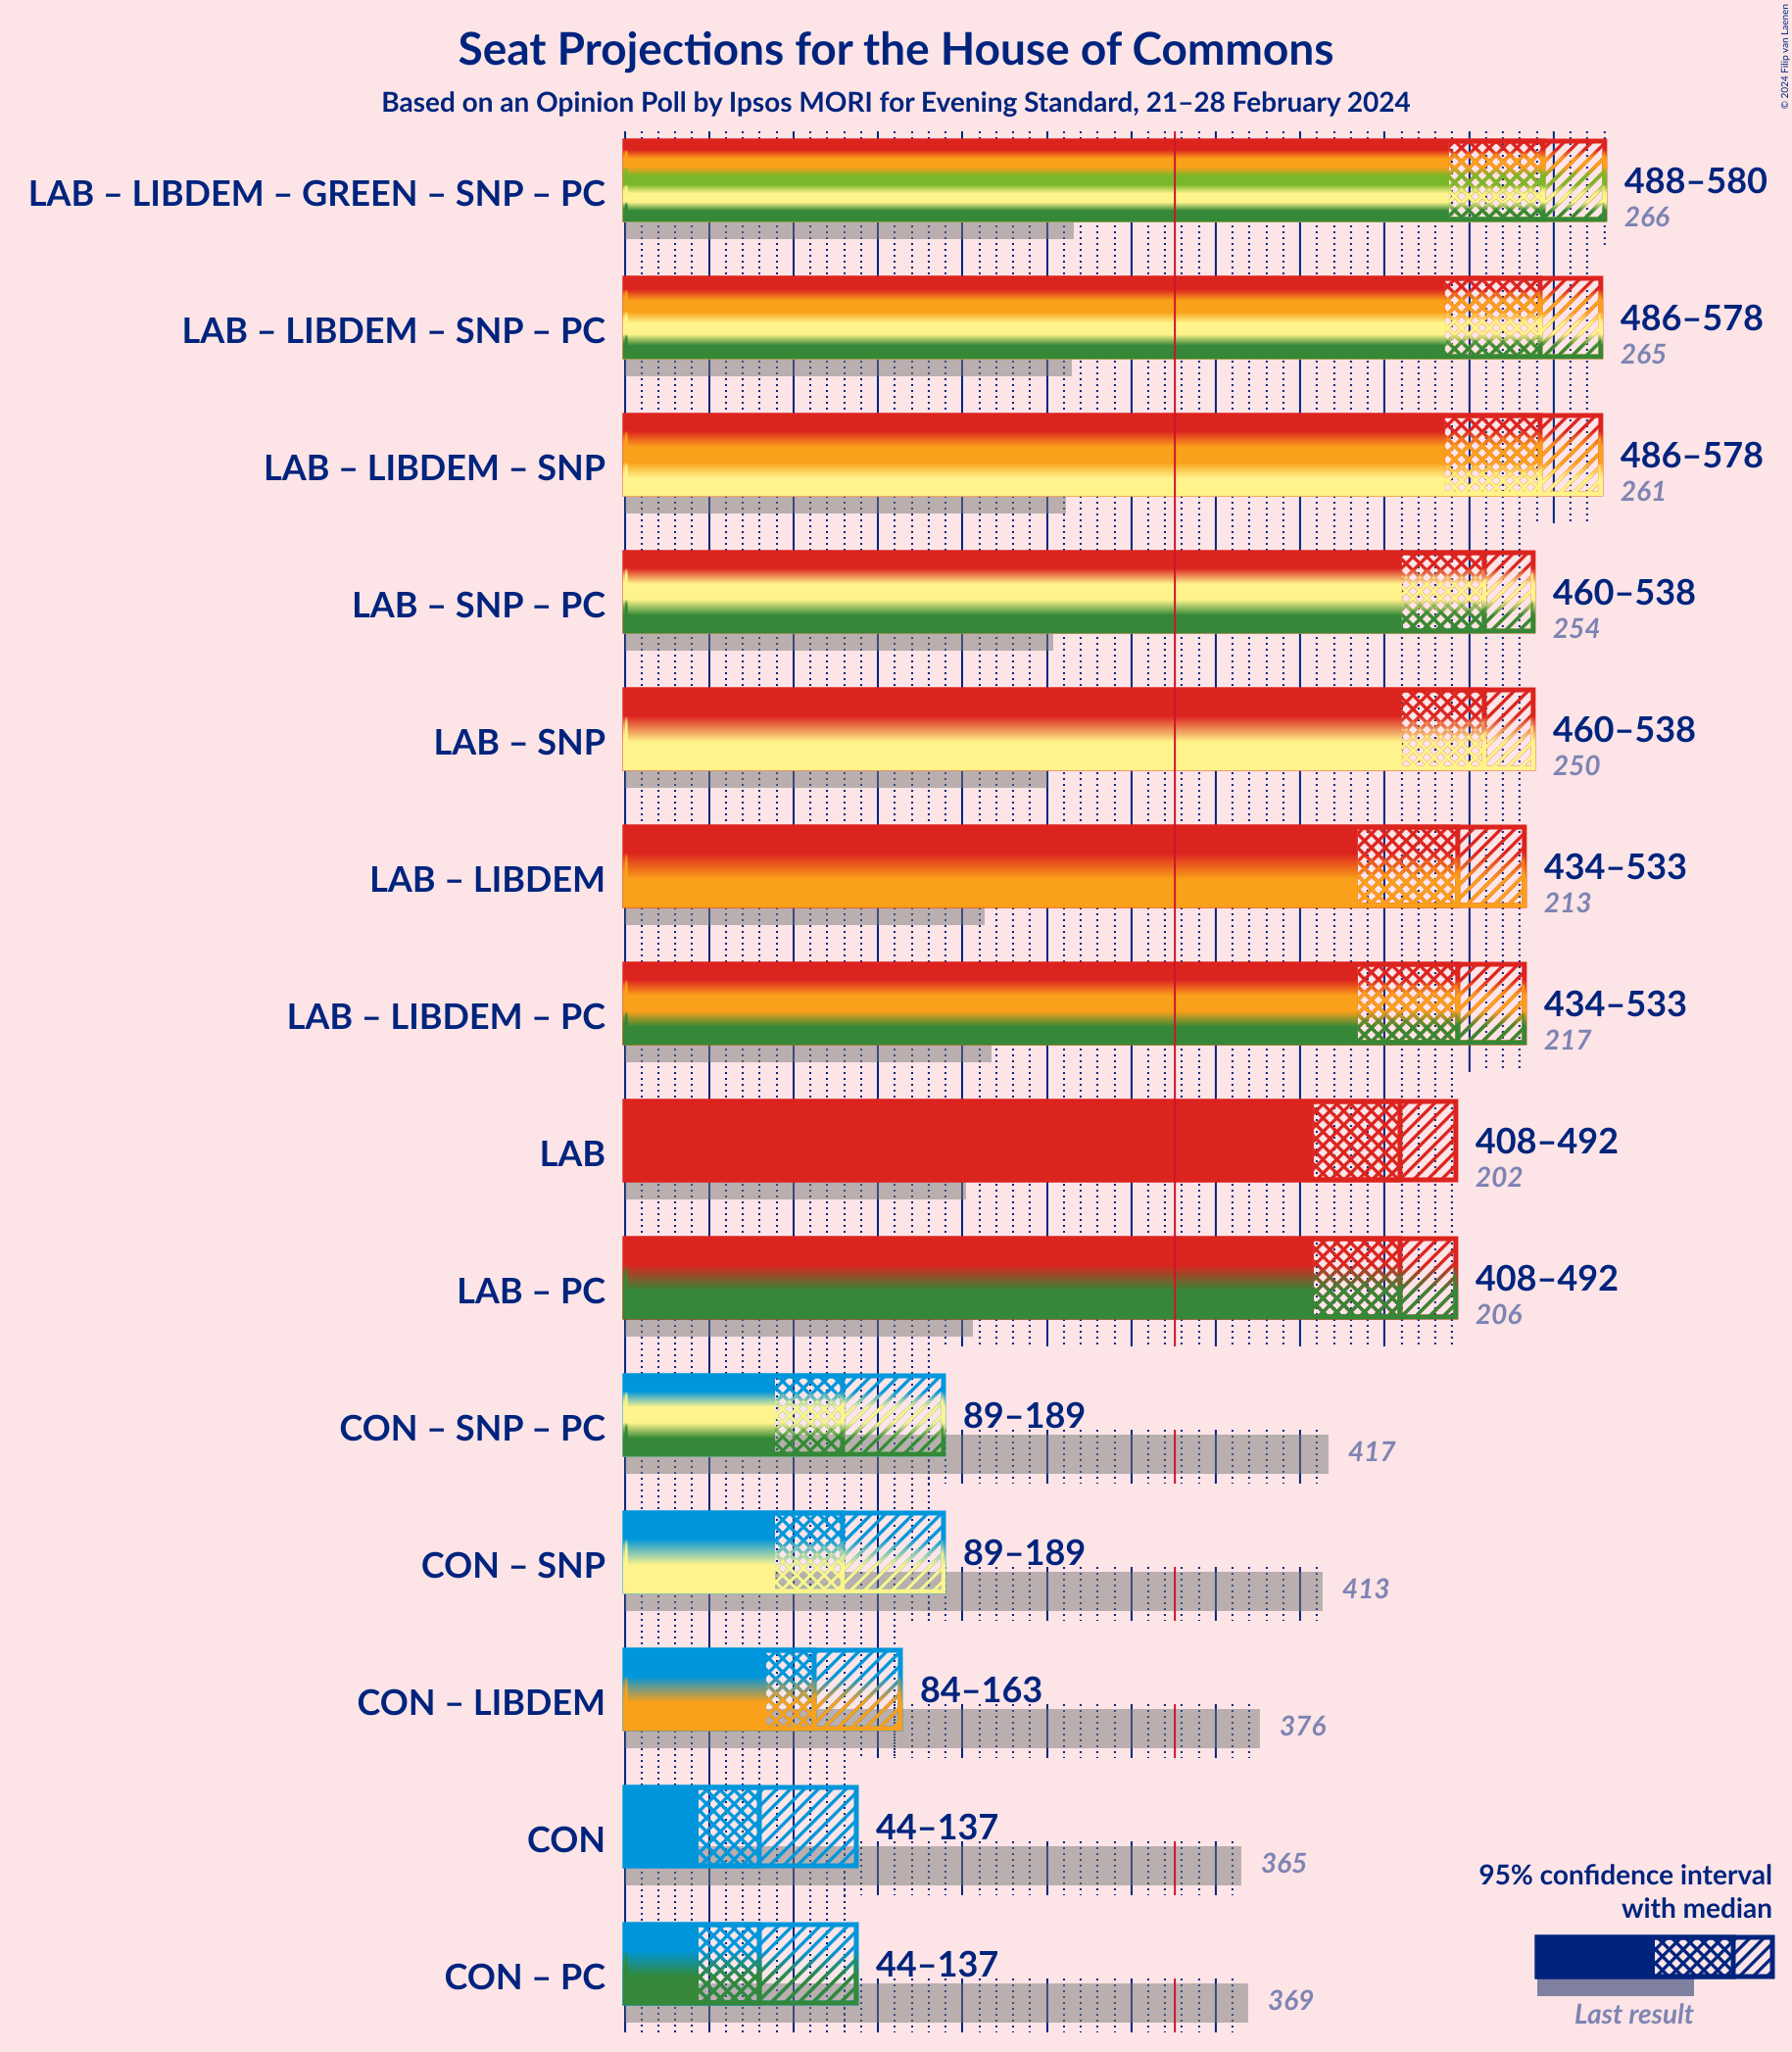 Seat Projections for the House of Commons
Based on an Opinion Poll by Ipsos MORI for Evening Standard, 21–28 February 2024
© 2024 Filip van Laenen
LAB – LIBDEM – GREEN – SNP – PC
488–580
266
LAB – LIBDEM – SNP – PC
486–578
265
LAB – LIBDEM – SNP
486–578
261
LAB – SNP – PC
460–538
254
LAB – SNP
460–538
250
LAB – LIBDEM
434–533
213
LAB – LIBDEM – PC
434–533
217
LAB
408–492
202
LAB – PC
408–492
206
CON – SNP – PC
89–189
417
CON – SNP
89–189
413
CON – LIBDEM
84–163
376
CON
44–137
365
CON – PC
44–137
369
95% confidence interval
with median
Last result